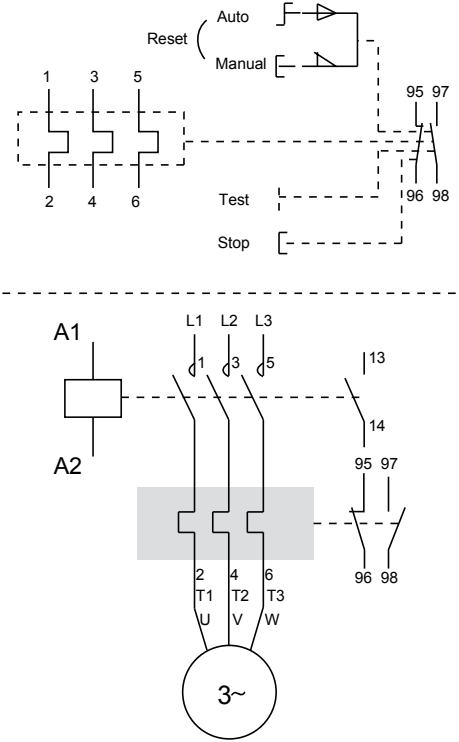 Auto
Reset
Manual
1 3 5
95 97
2 4 6
96 98
Test
Stop
L1 L2 L3
A1
1 3 5
13
14
A2
95 97
2 4 6
96 98
T1 T2 T3
U V W
3~